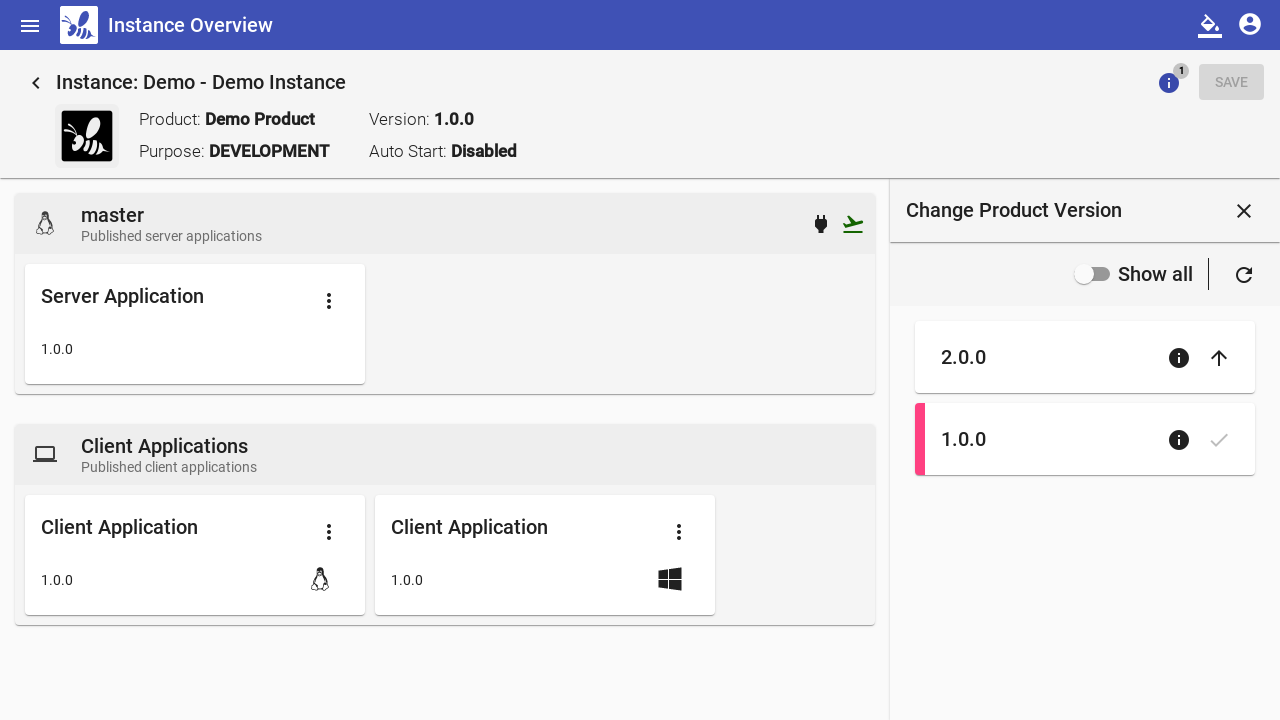 Instance Overview
Instance: Demo - Demo Instance
1
SAVE
Product: Demo Product
Version: 1.0.0
Purpose: DEVELOPMENT
Auto Start: Disabled
master
Published server applications
Server Application
1.0.0
Client Applications
Published client applications
Client Application
1.0.0
Client Application
1.0.0
Change Product Version
Show all
2.0.0
1.0.0